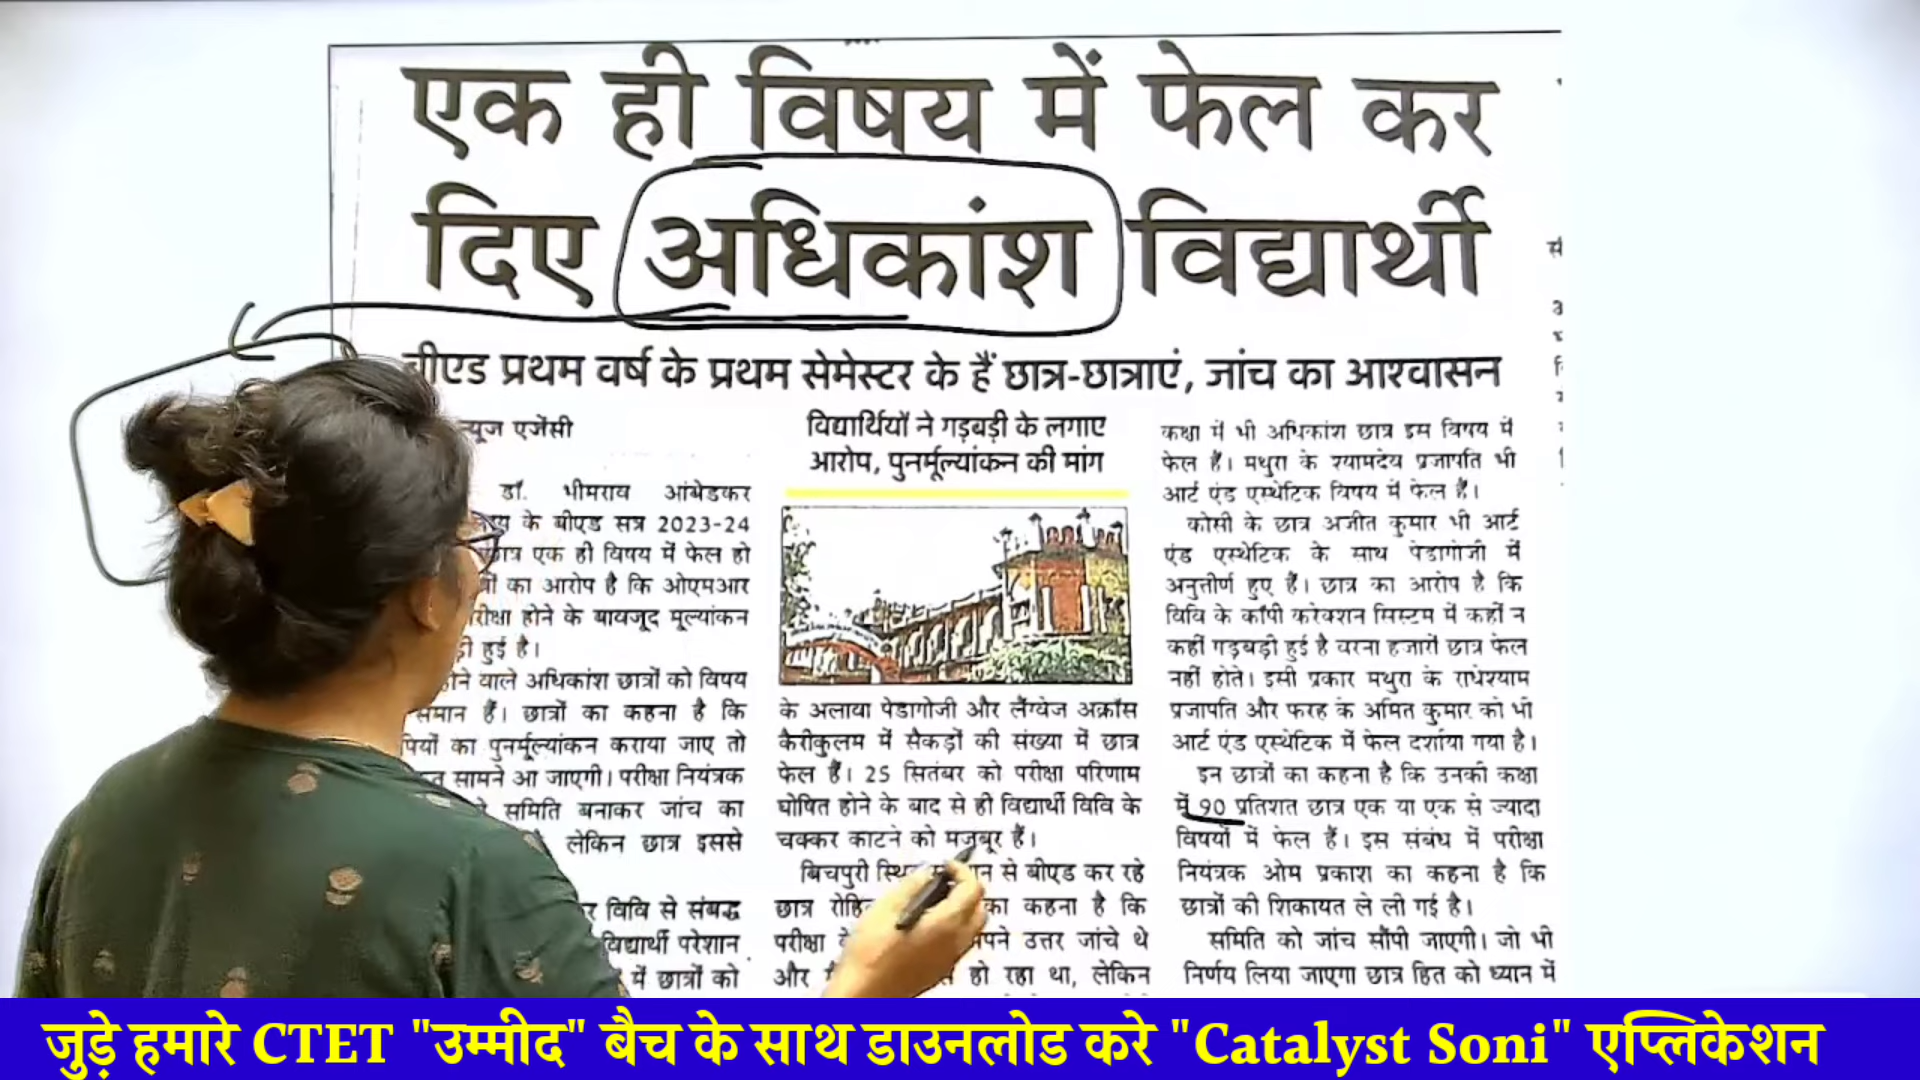 एक ही विषय में फेल कर
दिए अधिकांश विद्यार्थी
बीएड प्रथम वर्ष के प्रथम सेमेस्टर के हैं छात्र-छात्राएं, जांच का आश्वासन
न्यूज एजेंसी
डॉ. भीमराव आंबेडकर
के बीएड सत्र 2023-24
छात्र एक ही विषय में फेल हो
का आरोप है कि ओएमआर
होने के बावजूद मूल्यांकन
हुई है।
वाले अधिकांश छात्रों को विषय
समान हैं। छात्रों का कहना है कि
का पुनर्मूल्यांकन कराया जाए तो
सामने आ जाएगी। परीक्षा नियंत्रक
समिति बनाकर जांच का
लेकिन छात्र इससे
विवि से संबद्ध
विद्यार्थी परेशान
में छात्रों को
विद्यार्थियों ने गड़बड़ी के लगाए
आरोप, पुनर्मूल्यांकन की मांग
के अलावा पेडागोजी और लैंग्वेज अक्रॉस
कैरीकुलम में सैकड़ों की संख्या में छात्र
फेल हैं। 25 सितंबर को परीक्षा परिणाम
घोषित होने के बाद से ही विद्यार्थी विवि के
चक्कर काटने को मजबूर हैं।
बिचपुरी से बीएड कर रहे
छात्र का कहना है कि
परीक्षा अपने उत्तर जांचे थे
और हो रहा था, लेकिन
कक्षा में भी अधिकांश छात्र इस विषय में
फेल हैं। मथुरा के श्यामदेव प्रजापति भी
आर्ट एंड एस्थेटिक विषय में फेल हैं।
कोसी के छात्र अजीत कुमार भी आर्ट
एंड एस्थेटिक के साथ पेडागोजी में
अनुत्तीर्ण हुए हैं। छात्र का आरोप है कि
विवि के कॉपी करेक्शन सिस्टम में कहीं न
कहीं गड़बड़ी हुई है वरना हजारों छात्र फेल
नहीं होते। इसी प्रकार मथुरा के राधेश्याम
प्रजापति और फरह के अमित कुमार को भी
आर्ट एंड एस्थेटिक में फेल दर्शाया गया है।
इन छात्रों का कहना है कि उनकी कक्षा
में 90 प्रतिशत छात्र एक या एक से ज्यादा
विषयों में फेल हैं। इस संबंध में परीक्षा
नियंत्रक ओम प्रकाश का कहना है कि
छात्रों की शिकायत ले ली गई है।
समिति को जांच सौंपी जाएगी। जो भी
निर्णय लिया जाएगा छात्र हित को ध्यान में
जुड़े हमारे CTET "उम्मीद" बैच के साथ डाउनलोड करे "Catalyst Soni" एप्लिकेशन